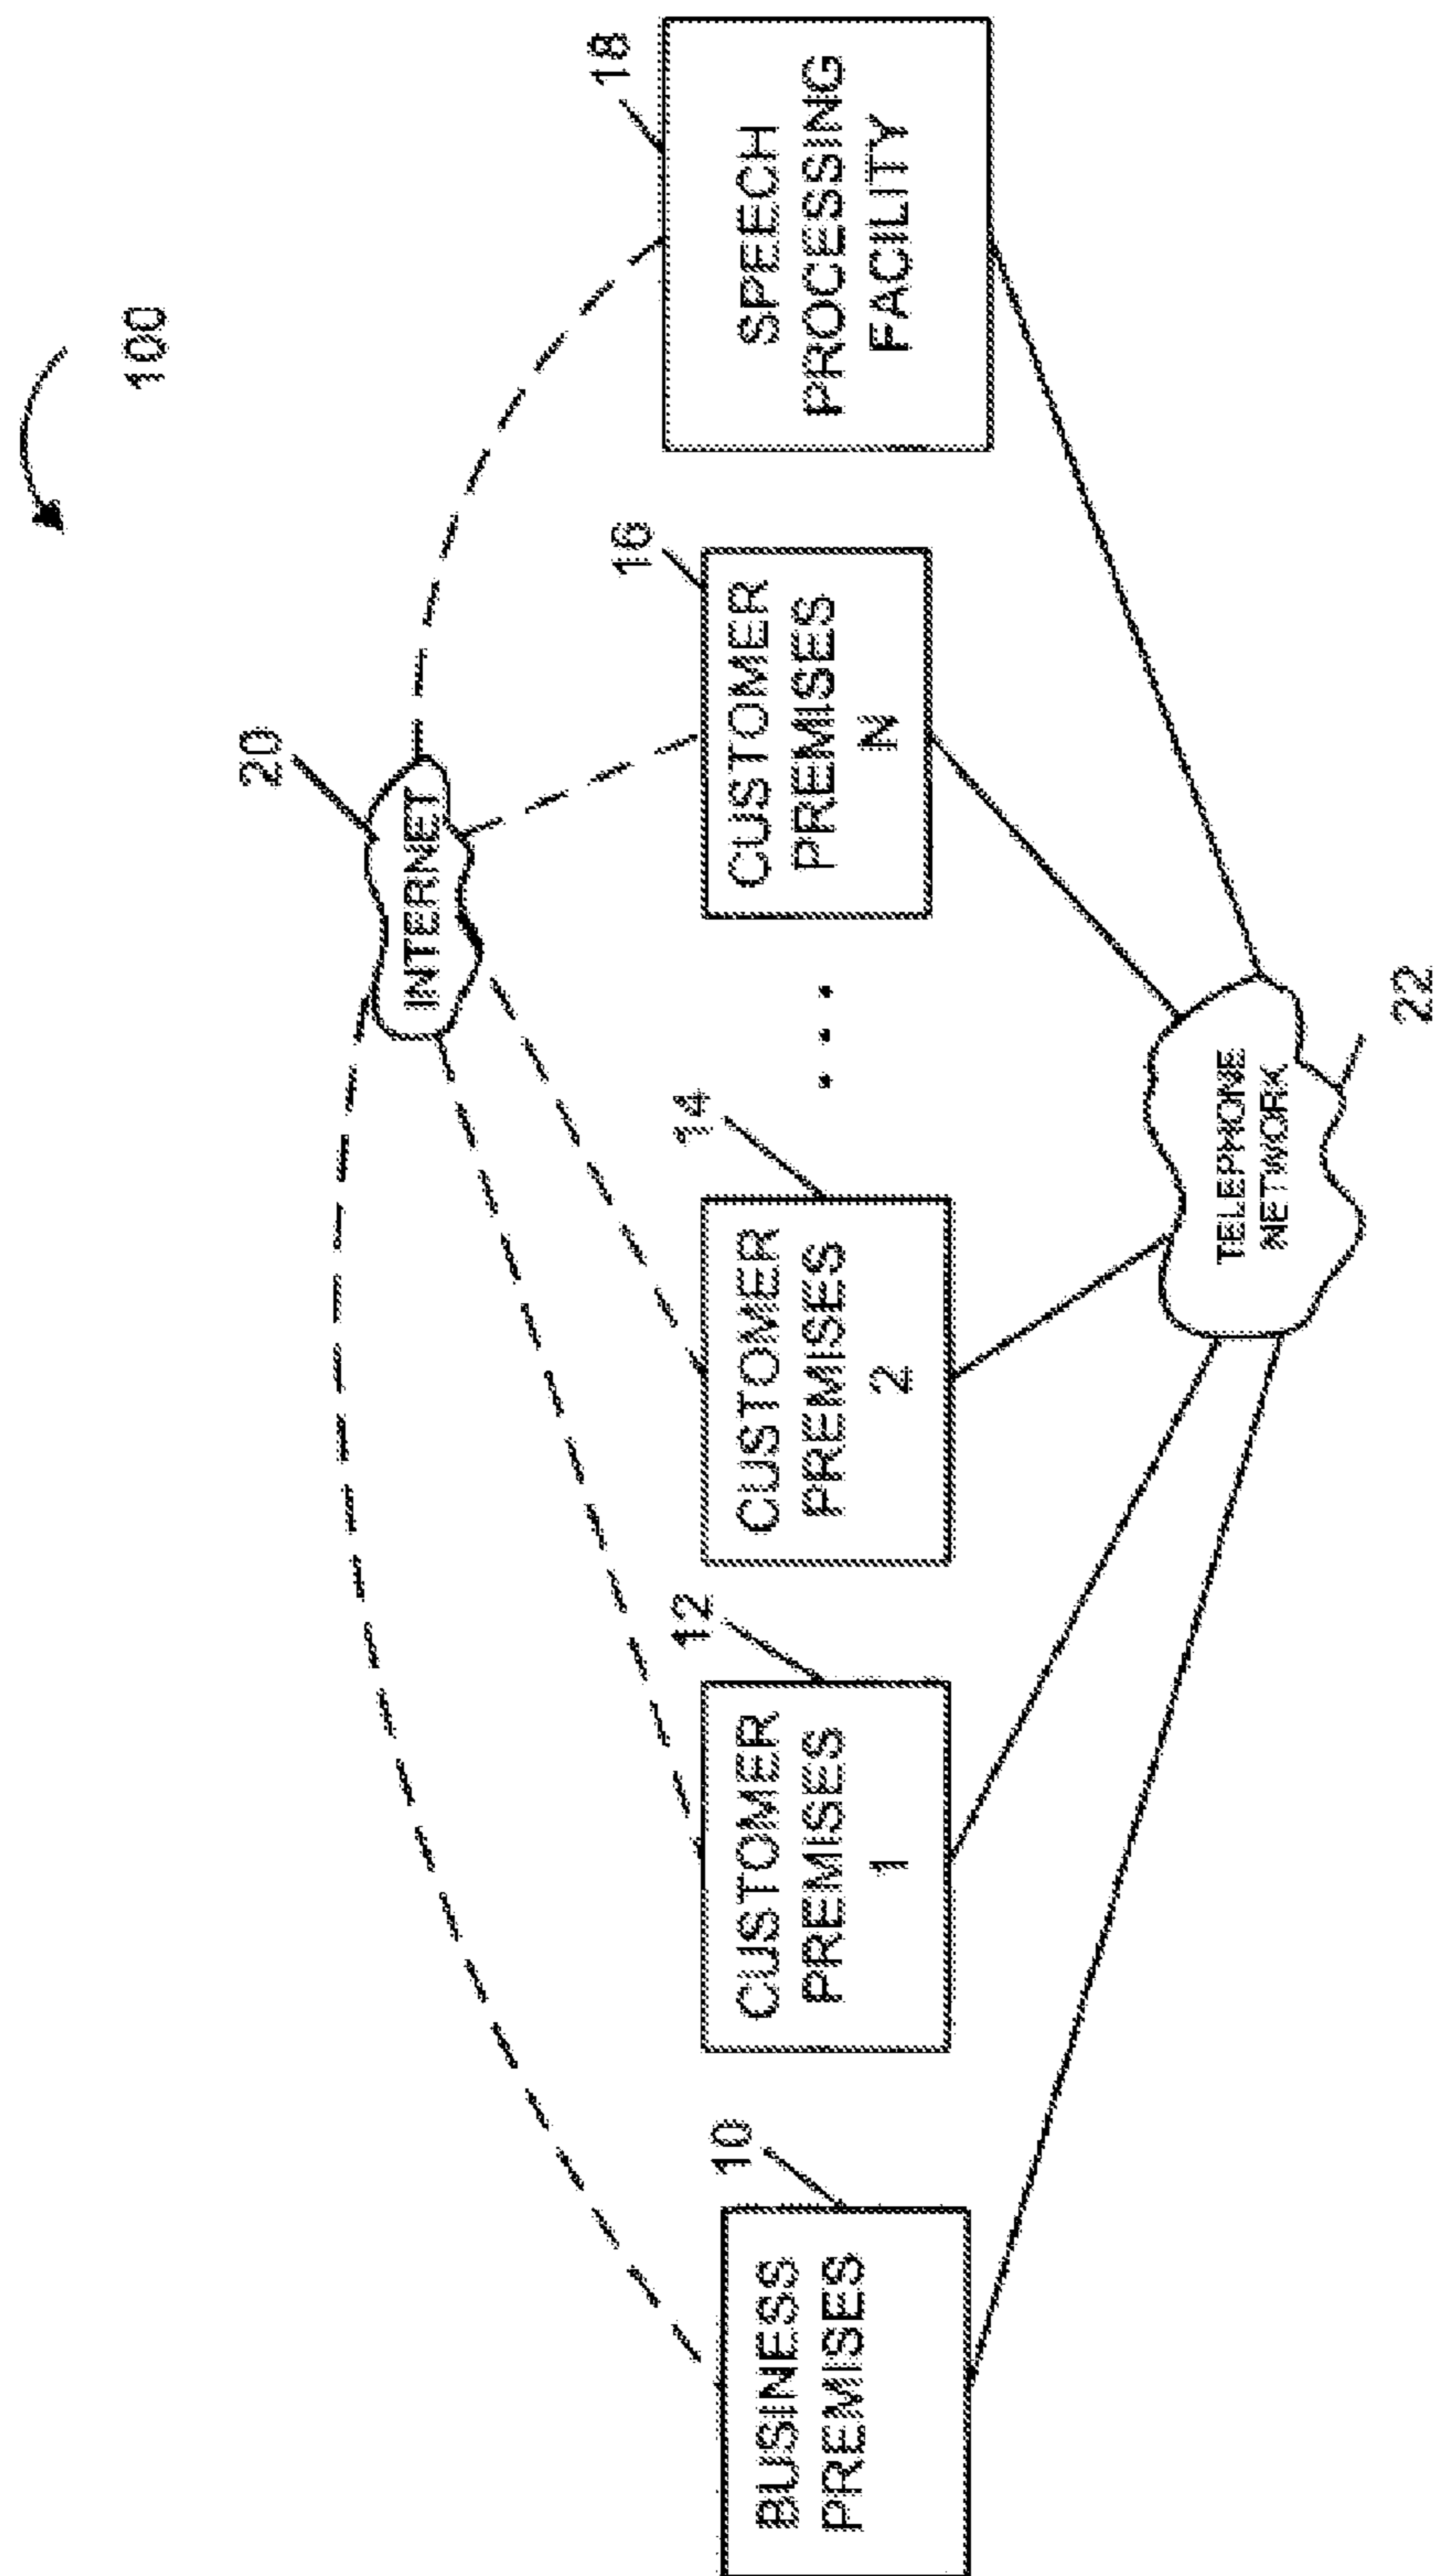 100
20
INTERNET
10
BUSINESS
PREMISES
12
CUSTOMER
PREMISES
1
14
CUSTOMER
PREMISES
2
. . .
16
CUSTOMER
PREMISES
N
18
SPEECH
PROCESSING
FACILITY
TELEPHONE
NETWORK
22